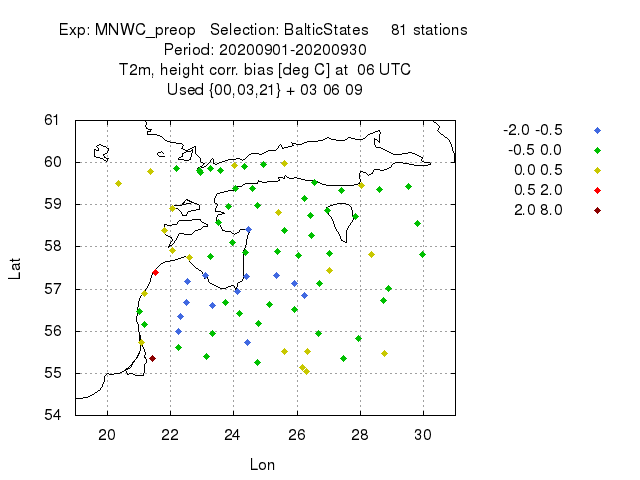 Exp: MNWC_preop Selection: BalticStates 81 stations
Period: 20200901-20200930
T2m, height corr. bias [deg C] at 06 UTC
Used {00,03,21} + 03 06 09
61
60
59
58
57
56
55
54
20 22 24 26 28 30
Lat
Lon
-2.0 -0.5
-0.5 0.0
0.0 0.5
0.5 2.0
2.0 8.0